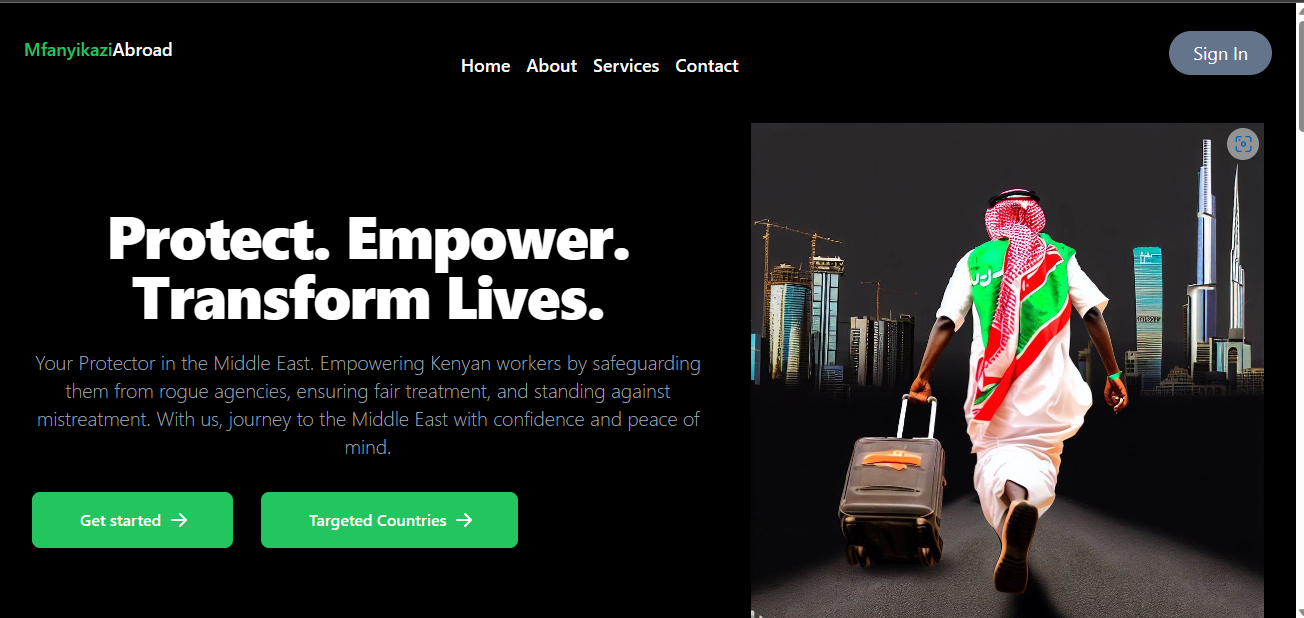 MfanyikaziAbroad
Home About Services Contact
Sign In
Protect. Empower.
Transform Lives.
Your Protector in the Middle East. Empowering Kenyan workers by safeguarding
them from rogue agencies, ensuring fair treatment, and standing against
mistreatment. With us, journey to the Middle East with confidence and peace of
mind.
Get started →
Targeted Countries →